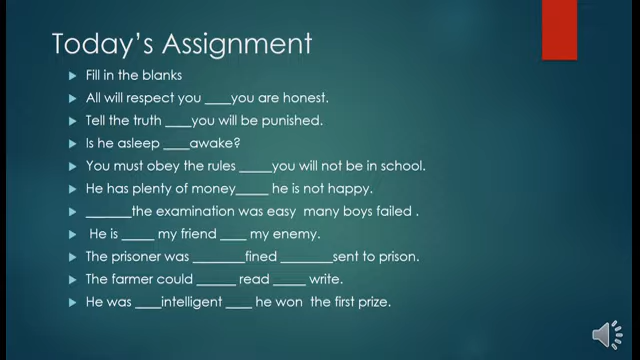 Today's Assignment
Fill in the blanks
All will respect you ____you are honest.
Tell the truth ____you will be punished.
Is he asleep ____awake?
You must obey the rules _____you will not be in school.
He has plenty of money_____ he is not happy.
_______the examination was easy many boys failed .
He is _____ my friend ____ my enemy.
The prisoner was ________fined ________sent to prison.
The farmer could ______ read _____ write.
He was ____intelligent ____ he won the first prize.